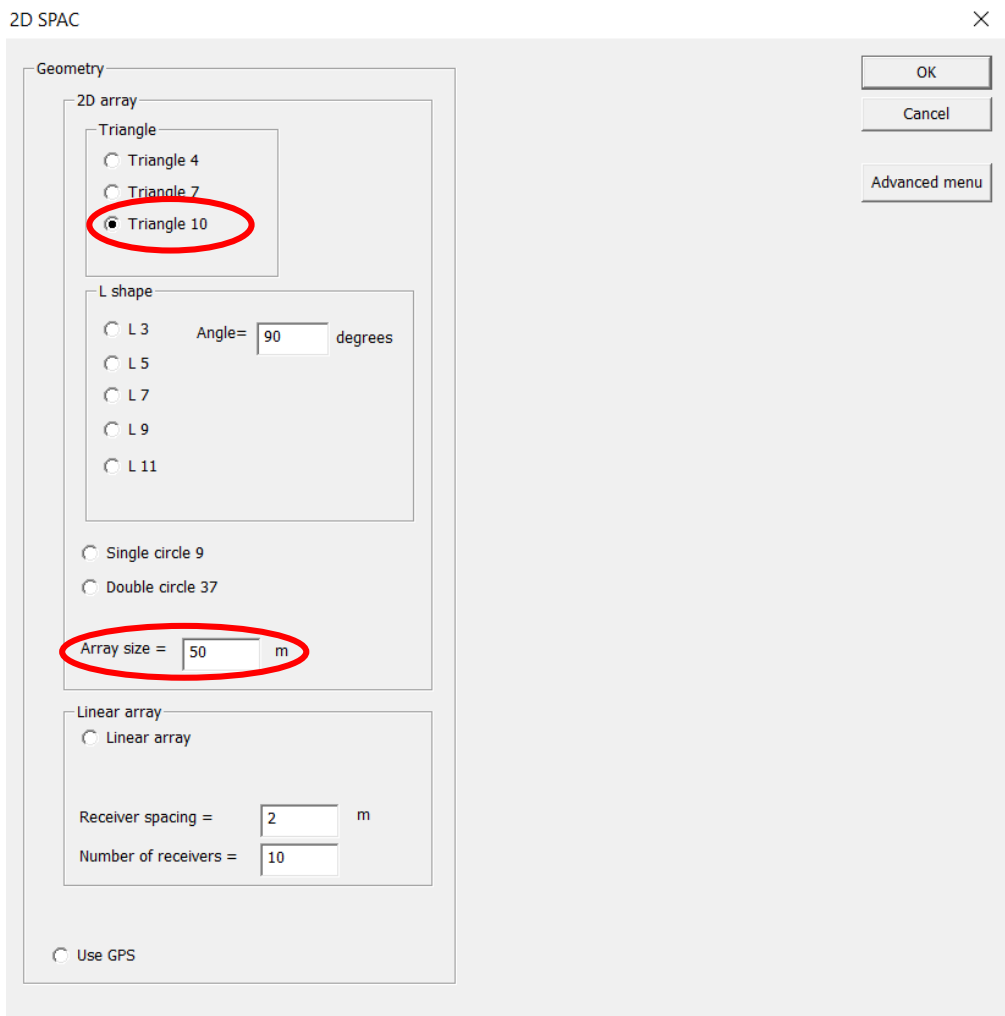 2D SPAC
Geometry
OK
2D array
Cancel
Triangle
Triangle 4
Advanced menu
Triangle 7
Triangle 10
L shape
L 3 Angle= 90 degrees
L 5
L 7
L 9
L 11
Single circle 9
Double circle 37
Array size = 50 m
Linear array
Linear array
Receiver spacing = 2 m
Number of receivers = 10
Use GPS